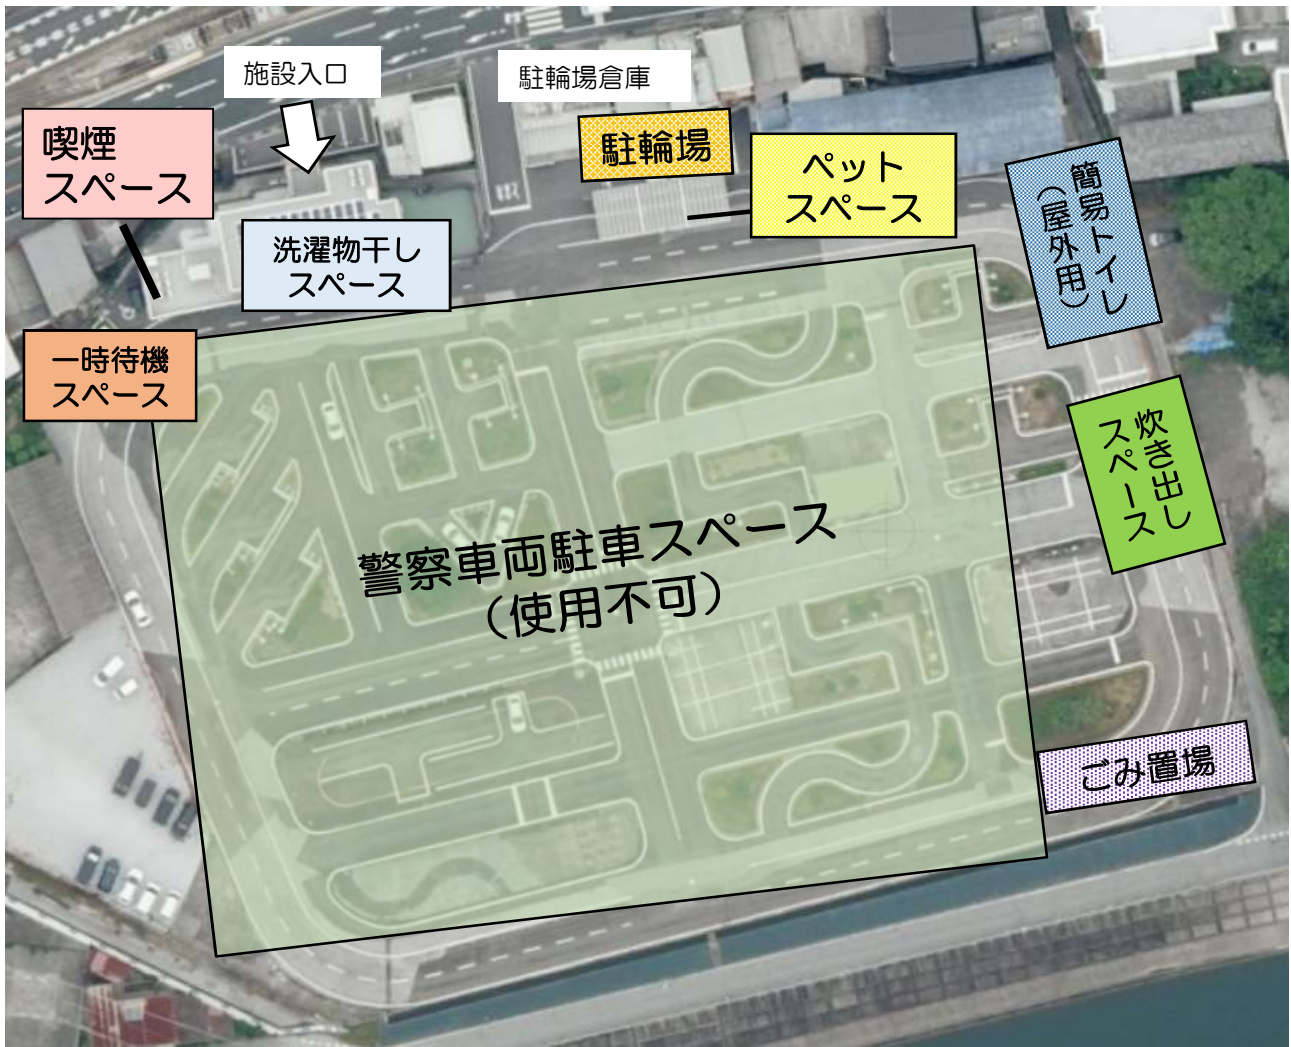 施設入口
駐輪場倉庫
喫煙
スペース
駐輪場
ペット
スペース
簡易トイレ
（屋外用）
洗濯物干し
スペース
一時待機
スペース
炊き出し
スペース
警察車両駐車スペース
（使用不可）
ごみ置場